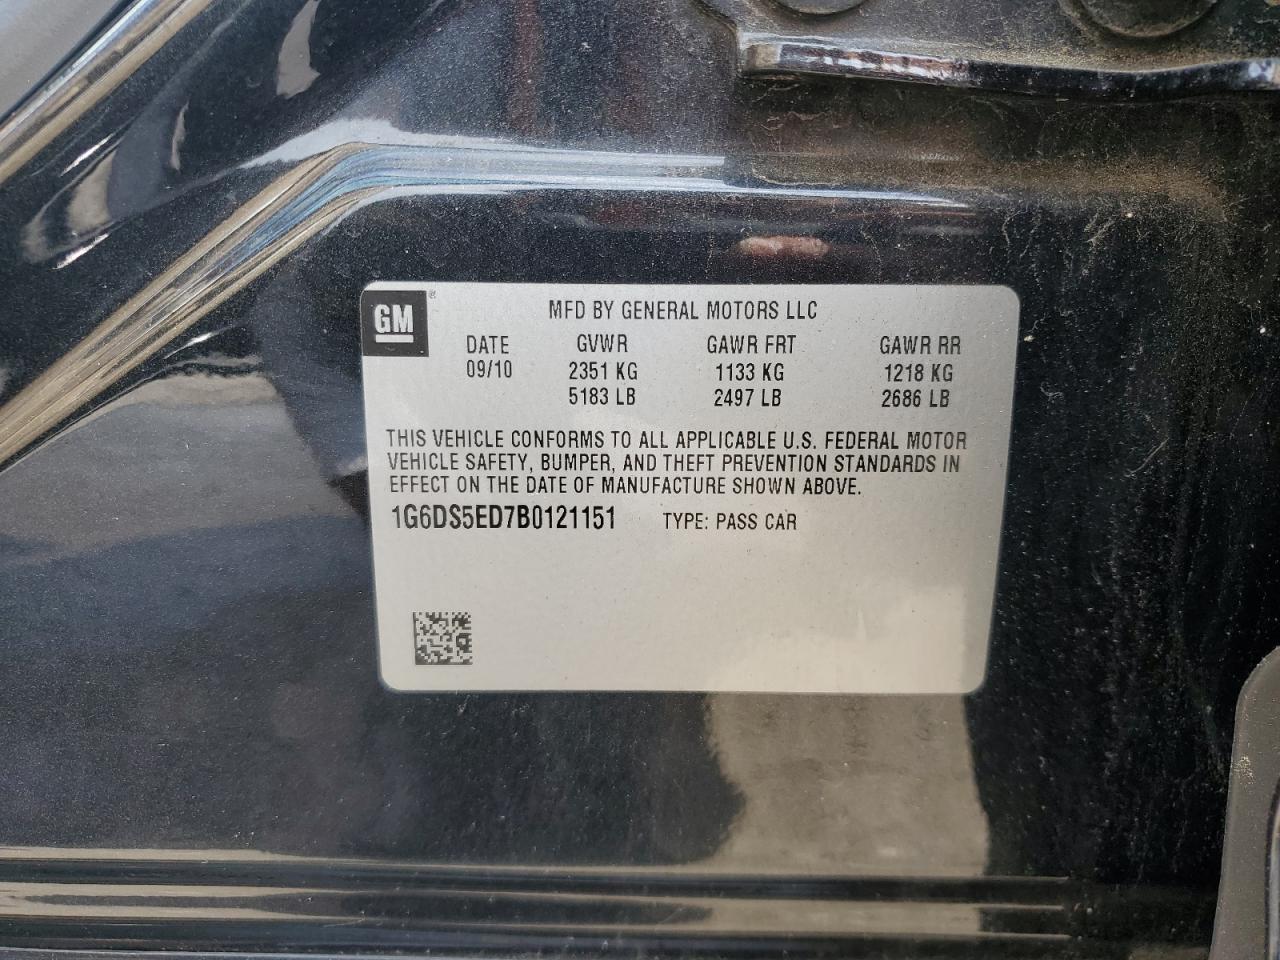 GM ®
MFD BY GENERAL MOTORS LLC
DATE GVWR GAWR FRT GAWR RR
09/10 2351 KG 1133 KG 1218 KG
5183 LB 2497 LB 2686 LB
THIS VEHICLE CONFORMS TO ALL APPLICABLE U.S. FEDERAL MOTOR
VEHICLE SAFETY, BUMPER, AND THEFT PREVENTION STANDARDS IN
EFFECT ON THE DATE OF MANUFACTURE SHOWN ABOVE.
1G6DS5ED7B0121151 TYPE: PASS CAR